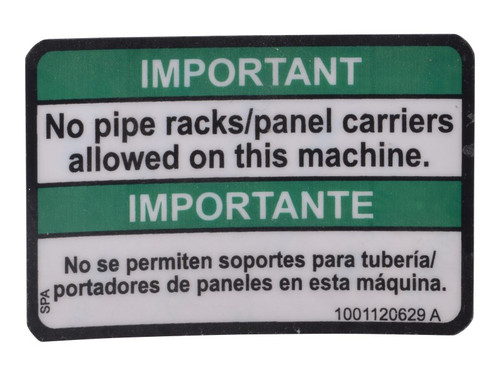 IMPORTANT
No pipe racks/panel carriers
allowed on this machine.
IMPORTANTE
No se permiten soportes para tubería/
portadores de paneles en esta máquina.
SPA
1001120629 A